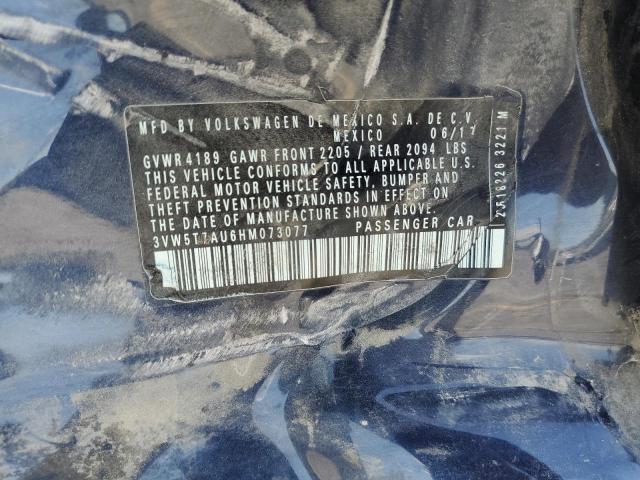 MFD BY VOLKSWAGEN DE MEXICO S.A. DE C.V.
MEXICO 06/17
GVWR 4189 GAWR FRONT 2205 / REAR 2094 LBS
THIS VEHICLE CONFORMS TO ALL APPLICABLE U.S.
FEDERAL MOTOR VEHICLE SAFETY, BUMPER AND
THEFT PREVENTION STANDARDS IN EFFECT ON
THE DATE OF MANUFACTURE SHOWN ABOVE.
3VW5T7AU6HM073077 PASSENGER CAR
3221 M